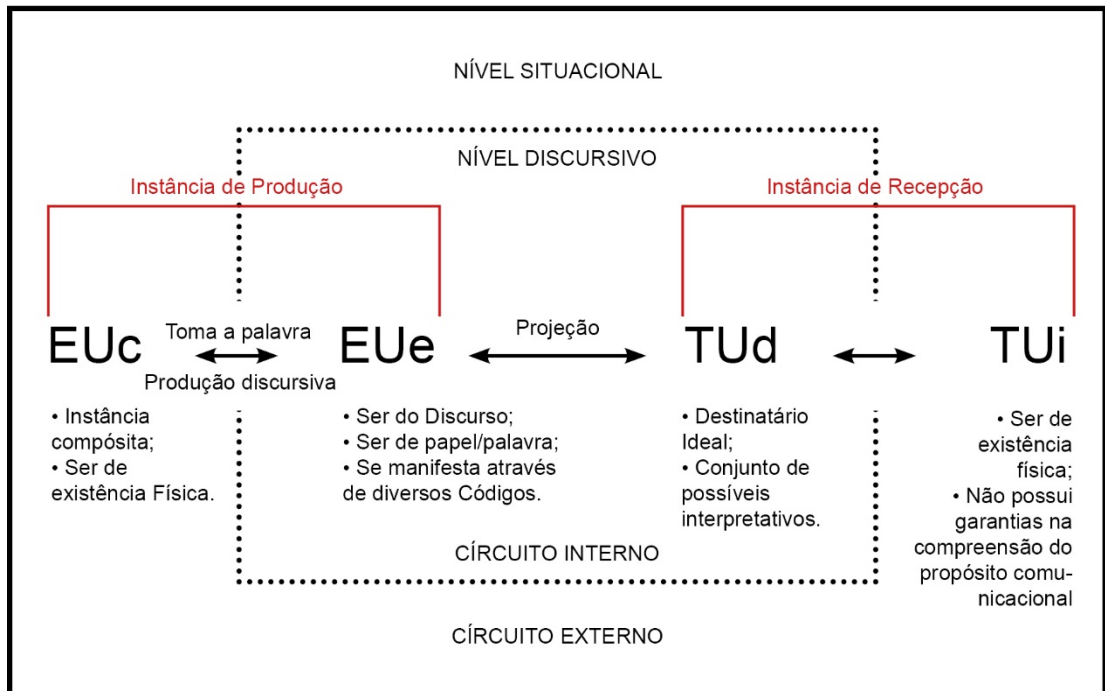 NÍVEL SITUACIONAL
NÍVEL DISCURSIVO
Instância de Produção
Instância de Recepção
EUc
Toma a palavra
Produção discursiva
EUe
Projeção
TUd
TUi
• Instância
compósita;
• Ser de
existência Física.
• Ser do Discurso;
• Ser de papel/palavra;
• Se manifesta através
de diversos Códigos.
• Destinatário
Ideal;
• Conjunto de
possíveis
interpretativos.
• Ser de
existência
física;
• Não possui
garantias na
compreensão do
propósito comu-
nicacional
CÍRCUITO INTERNO
CÍRCUITO EXTERNO